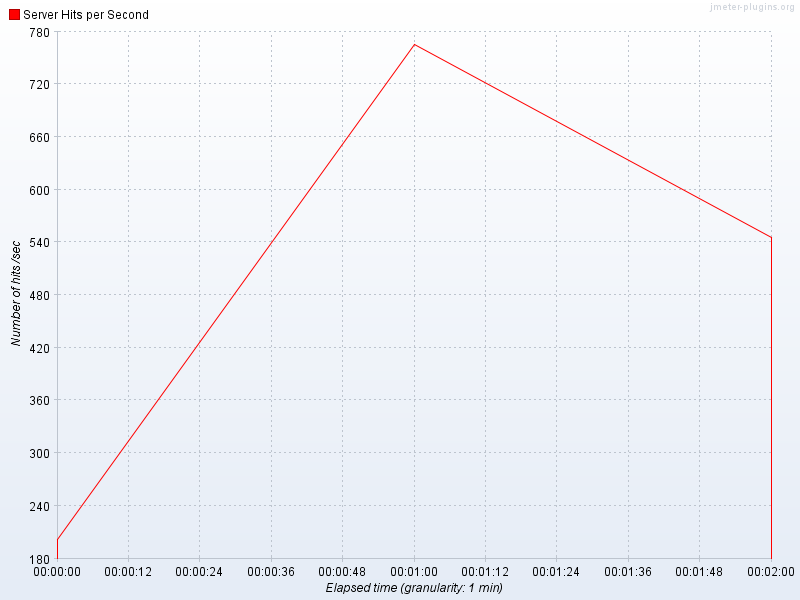 jmeter-plugins.org
Server Hits per Second
780
720
660
600
540
480
420
360
300
240
180
Number of hits /sec
00:00:00 00:00:12 00:00:24 00:00:36 00:00:48 00:01:00 00:01:12 00:01:24 00:01:36 00:01:48 00:02:00
Elapsed time (granularity: 1 min)